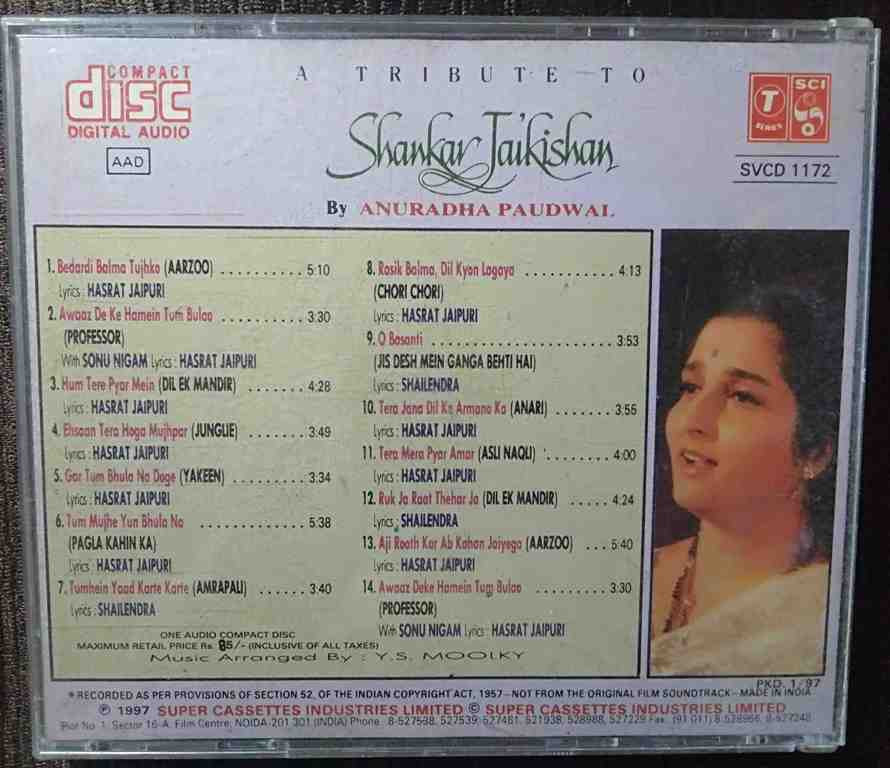 COMPACT
disc
DIGITAL AUDIO
AAD
A TRIBUTE TO
Shankar Jaikishan
By ANURADHA PAUDWAL
T
SERIES
SCI
SVCD 1172
1. Bedardi Balma Tujhko (AARZOO) .......... 5:10
Lyrics : HASRAT JAIPURI
2. Awaaz De Ke Hamein Tum Bulao .......... 3:30
(PROFESSOR)
With SONU NIGAM Lyrics : HASRAT JAIPURI
3. Hum Tere Pyar Mein (DIL EK MANDIR) ....... 4:28
Lyrics : HASRAT JAIPURI
4. Ehsaan Tera Hoga Mujhpar (JUNGLIE) ....... 3:49
Lyrics : HASRAT JAIPURI
5. Gar Tum Bhula Na Doge (YAKEEN) ........ 3:34
Lyrics : HASRAT JAIPURI
6. Tum Mujhe Yun Bhula Na ............ 5:38
(PAGLA KAHIN KA)
Lyrics : HASRAT JAIPURI
7. Tumhein Yaad Karte Karte (AMRAPALI) ...... 3:40
Lyrics : SHAILENDRA
8. Rasik Balma, Dil Kyon Lagaya .......... 4:13
(CHORI CHORI)
Lyrics : HASRAT JAIPURI
9. O Basanti .................... 3:53
(JIS DESH MEIN GANGA BEHTI HAI)
Lyrics : SHAILENDRA
10. Tera Jana Dil Ke Armano Ka (ANARI) ...... 3:55
Lyrics : HASRAT JAIPURI
11. Tera Mera Pyar Amar (ASLI NAQLI) ........ 4:00
Lyrics : HASRAT JAIPURI
12. Ruk Ja Raat Thehar Ja (DIL EK MANDIR) ..... 4:24
Lyrics : SHAILENDRA
13. Aji Rooth Kar Ab Kahan Jaiyega (AARZOO) ... 5:40
Lyrics : HASRAT JAIPURI
14. Awaaz Deke Hamein Tum Bulao ......... 3:30
(PROFESSOR)
With SONU NIGAM Lyrics : HASRAT JAIPURI
ONE AUDIO COMPACT DISC
MAXIMUM RETAIL PRICE Rs. 95/- (INCLUSIVE OF ALL TAXES)
Music Arranged By : Y.S. MOOLKY
PKD. 1/97
* RECORDED AS PER PROVISIONS OF SECTION 52, OF THE INDIAN COPYRIGHT ACT, 1957–NOT FROM THE ORIGINAL FILM SOUNDTRACK–MADE IN INDIA
℗ 1997 SUPER CASSETTES INDUSTRIES LIMITED © SUPER CASSETTES INDUSTRIES LIMITED
Plot No. 1, Sector 16-A, Film Centre, NOIDA-201 301 (INDIA) Phone. 8-527538, 527539, 527481, 521938, 528988, 527229 Fax. (91 011) 8-528966, 8-527248